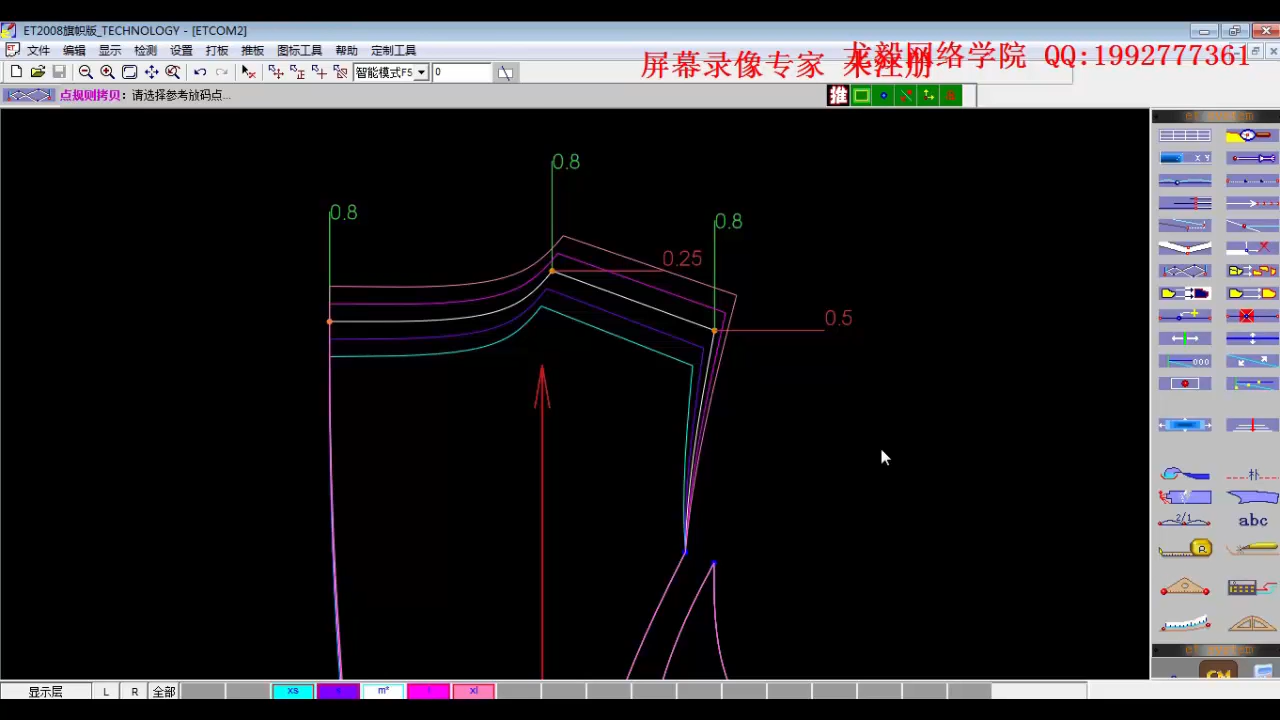 ET2008旗帜版_TECHNOLOGY - [ETCOM2]
文件 编辑 显示 检测 设置 打板 推板 图标工具 帮助 定制工具
屏幕录像专家 未注册
龙毅网络学院 QQ:1992777361
智能模式F5 0
点规则拷贝：请选择参考放码点...
推
X Y
0.8
0.8
0.8
0.25
0.5
000
朴
2/1
abc
R
CN
显示层 L R 全部 xs s m* l xl